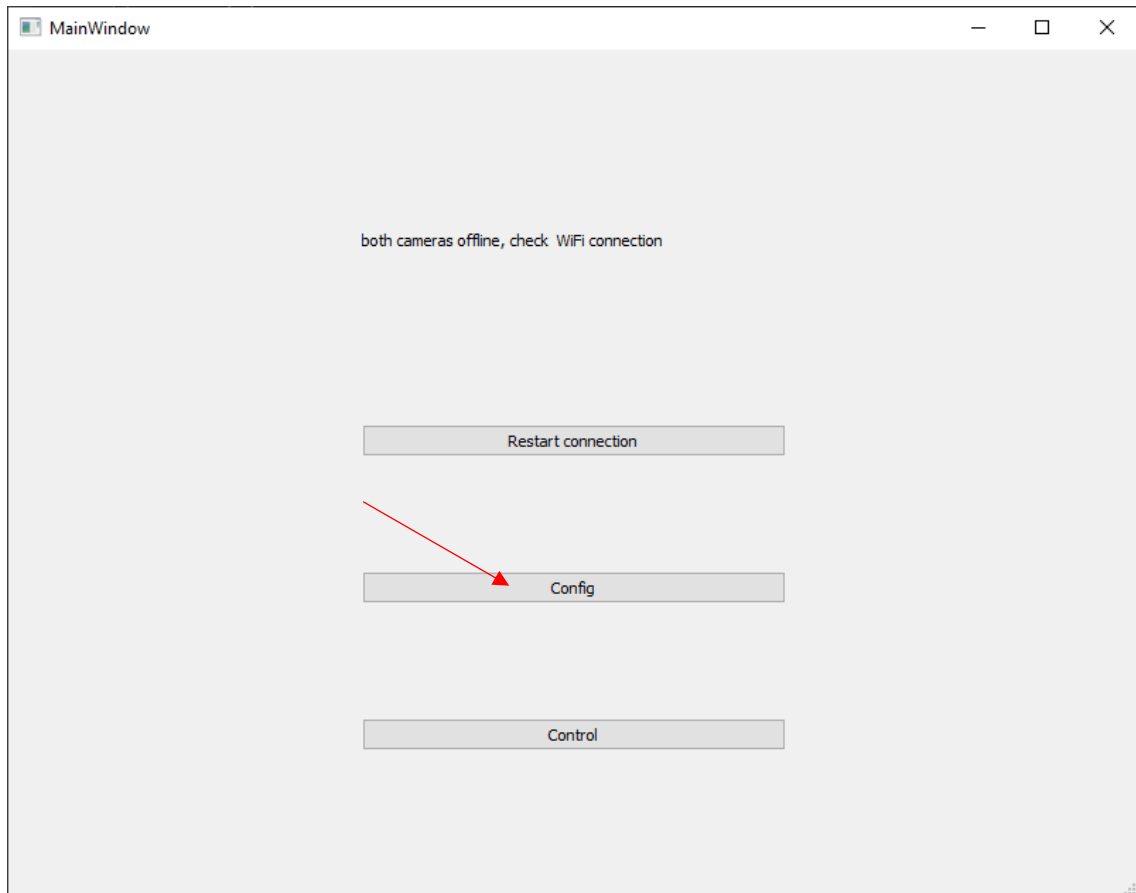 MainWindow
both cameras offline, check WiFi connection
Restart connection
Config
Control